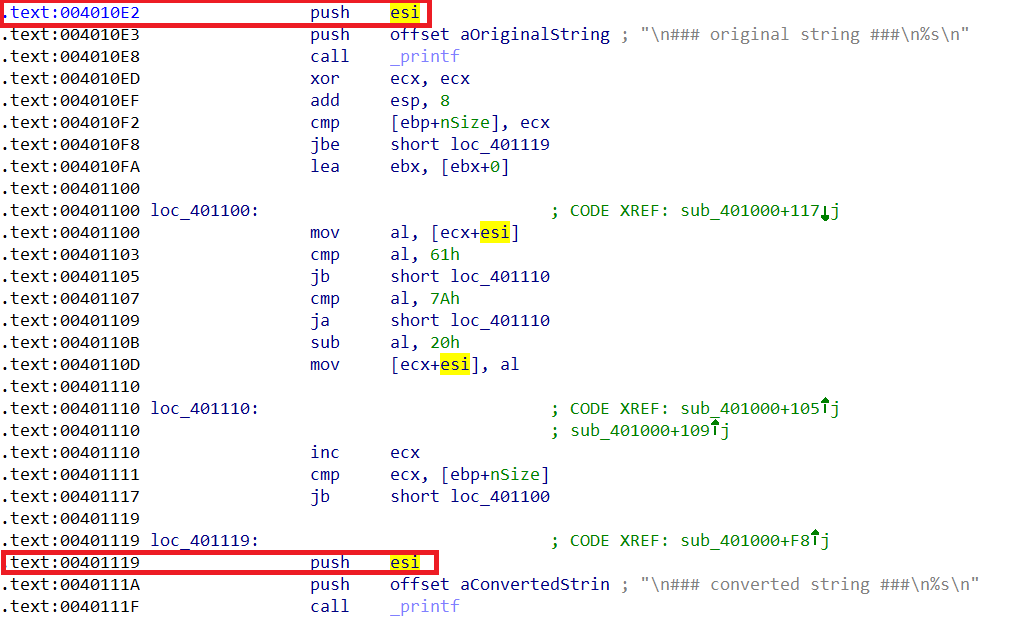 .text:004010E2 push esi
.text:004010E3 push offset aOriginalString ; "\n### original string ###\n%s\n"
.text:004010E8 call _printf
.text:004010ED xor ecx, ecx
.text:004010EF add esp, 8
.text:004010F2 cmp [ebp+nSize], ecx
.text:004010F8 jbe short loc_401119
.text:004010FA lea ebx, [ebx+0]
.text:00401100
.text:00401100 loc_401100: ; CODE XREF: sub_401000+117↓j
.text:00401100 mov al, [ecx+esi]
.text:00401103 cmp al, 61h
.text:00401105 jb short loc_401110
.text:00401107 cmp al, 7Ah
.text:00401109 ja short loc_401110
.text:0040110B sub al, 20h
.text:0040110D mov [ecx+esi], al
.text:00401110
.text:00401110 loc_401110: ; CODE XREF: sub_401000+105↑j
.text:00401110 ; sub_401000+109↑j
.text:00401110 inc ecx
.text:00401111 cmp ecx, [ebp+nSize]
.text:00401117 jb short loc_401100
.text:00401119
.text:00401119 loc_401119: ; CODE XREF: sub_401000+F8↑j
.text:00401119 push esi
.text:0040111A push offset aConvertedStrin ; "\n### converted string ###\n%s\n"
.text:0040111F call _printf